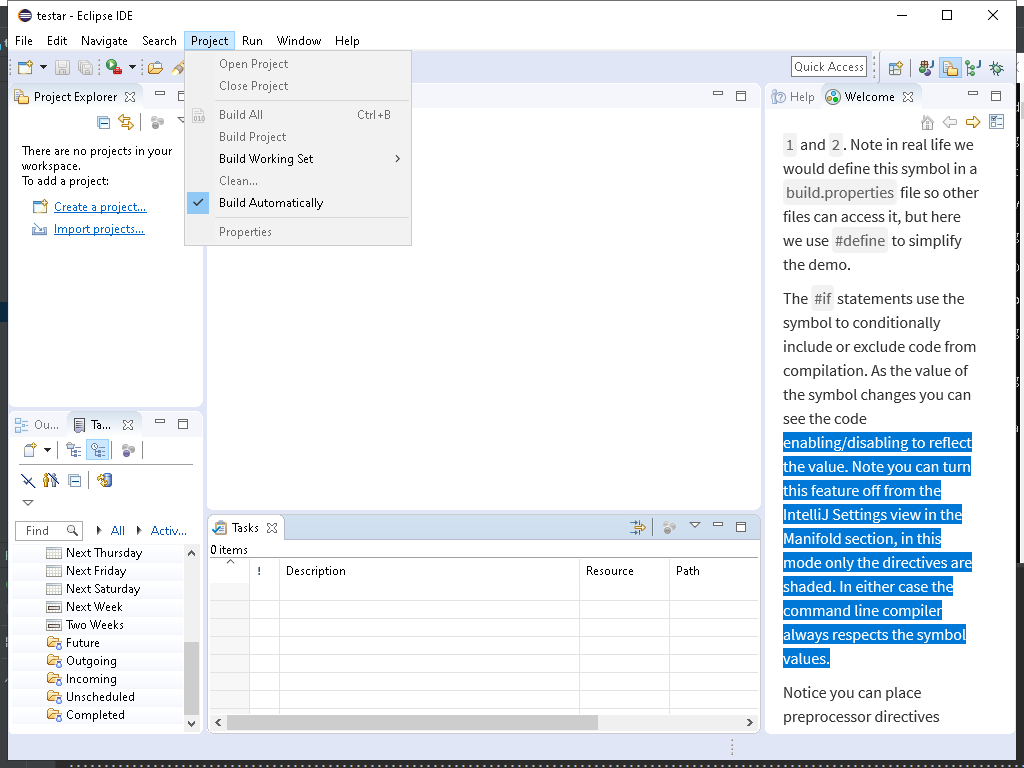 testar - Eclipse IDE
File Edit Navigate Search Project Run Window Help
Quick Access
Open Project
Close Project
Build All Ctrl+B
Build Project
Build Working Set
Clean...
Build Automatically
Properties
Project Explorer
There are no projects in your
workspace.
To add a project:
Create a project...
Import projects...
Ou... Ta...
Find All Activ...
Next Thursday
Next Friday
Next Saturday
Next Week
Two Weeks
Future
Outgoing
Incoming
Unscheduled
Completed
Tasks
0 items
! Description Resource Path
Help Welcome
1 and 2. Note in real life we
would define this symbol in a
build.properties file so other
files can access it, but here
we use #define to simplify
the demo.
The #if statements use the
symbol to conditionally
include or exclude code from
compilation. As the value of
the symbol changes you can
see the code
enabling/disabling to reflect
the value. Note you can turn
this feature off from the
IntelliJ Settings view in the
Manifold section, in this
mode only the directives are
shaded. In either case the
command line compiler
always respects the symbol
values.
Notice you can place
preprocessor directives